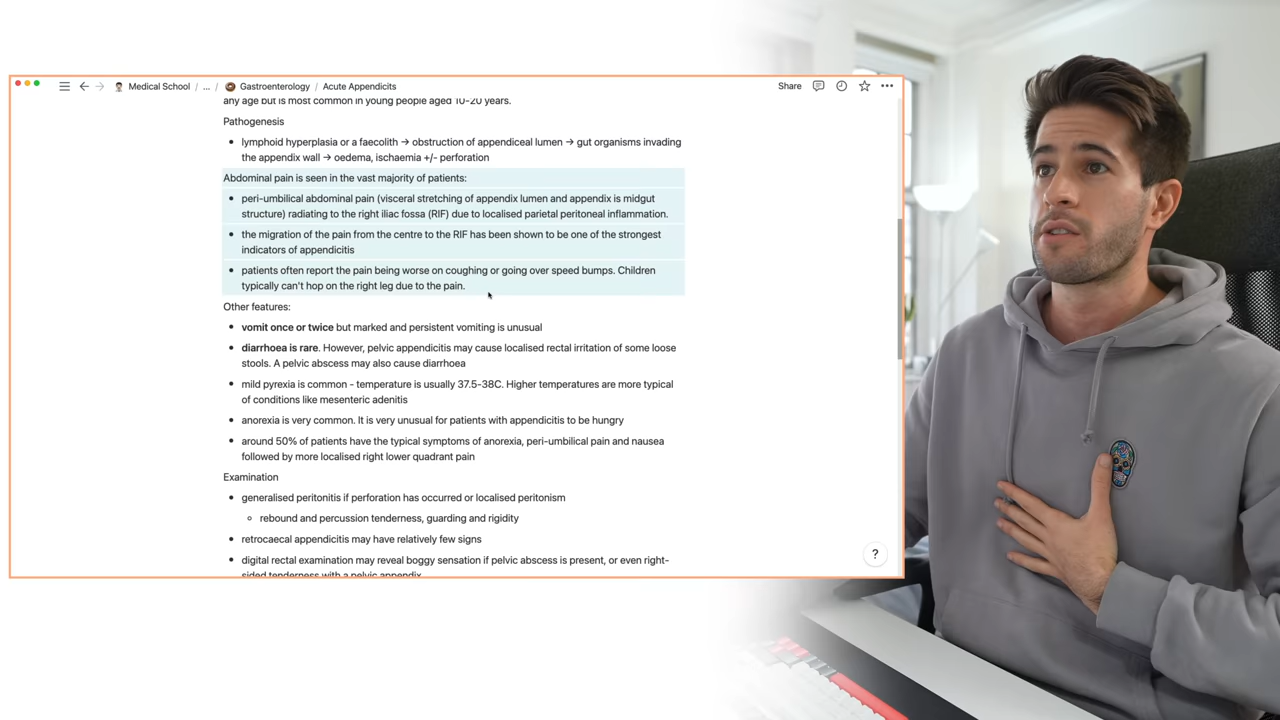 Medical School / ... / Gastroenterology / Acute Appendicits
Share
any age but is most common in young people aged 10-20 years.
Pathogenesis
• lymphoid hyperplasia or a faecolith → obstruction of appendiceal lumen → gut organisms invading
the appendix wall → oedema, ischaemia +/- perforation
Abdominal pain is seen in the vast majority of patients:
• peri-umbilical abdominal pain (visceral stretching of appendix lumen and appendix is midgut
structure) radiating to the right iliac fossa (RIF) due to localised parietal peritoneal inflammation.
• the migration of the pain from the centre to the RIF has been shown to be one of the strongest
indicators of appendicitis
• patients often report the pain being worse on coughing or going over speed bumps. Children
typically can't hop on the right leg due to the pain.
Other features:
• vomit once or twice but marked and persistent vomiting is unusual
• diarrhoea is rare. However, pelvic appendicitis may cause localised rectal irritation of some loose
stools. A pelvic abscess may also cause diarrhoea
• mild pyrexia is common - temperature is usually 37.5-38C. Higher temperatures are more typical
of conditions like mesenteric adenitis
• anorexia is very common. It is very unusual for patients with appendicitis to be hungry
• around 50% of patients have the typical symptoms of anorexia, peri-umbilical pain and nausea
followed by more localised right lower quadrant pain
Examination
• generalised peritonitis if perforation has occurred or localised peritonism
◦ rebound and percussion tenderness, guarding and rigidity
• retrocaecal appendicitis may have relatively few signs
• digital rectal examination may reveal boggy sensation if pelvic abscess is present, or even right-
sided tenderness with a pelvic appendix
?